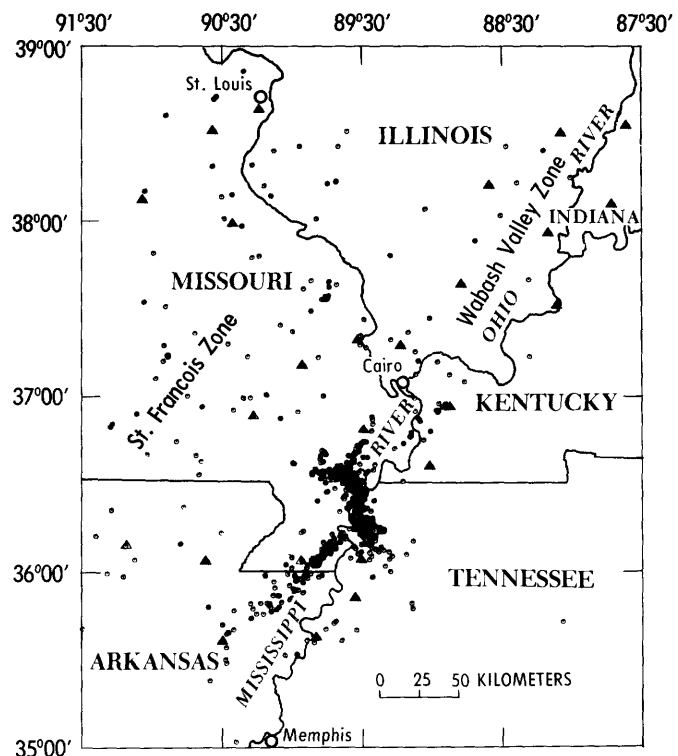 91°30′ 90°30′ 89°30′ 88°30′ 87°30′
39°00′
St. Louis
ILLINOIS
RIVER
Wabash Valley Zone
38°00′
INDIANA
MISSOURI
OHIO
St. Francois Zone
Cairo
37°00′
KENTUCKY
RIVER
36°00′
TENNESSEE
MISSISSIPPI
ARKANSAS
0 25 50 KILOMETERS
35°00′
Memphis